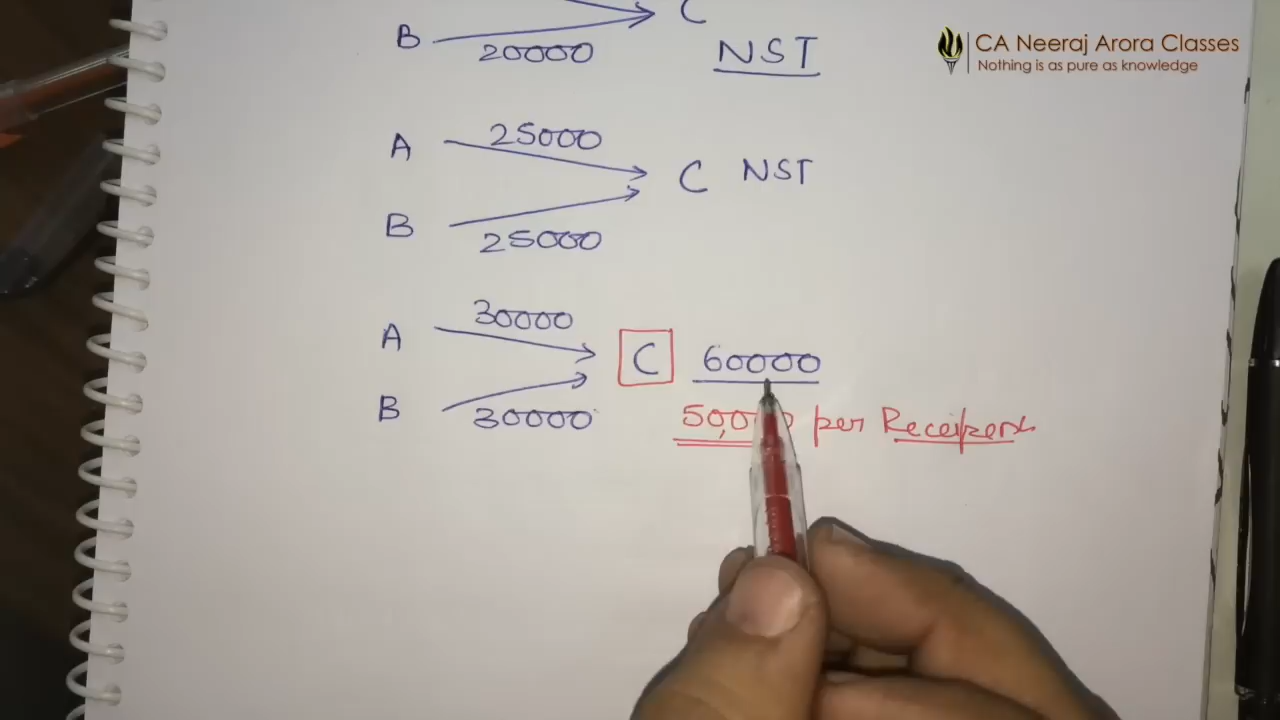 C
B
20000
NST
CA Neeraj Arora Classes
Nothing is as pure as knowledge
A 25000
C NST
B 25000
A 30000
C 60000
B 30000
per